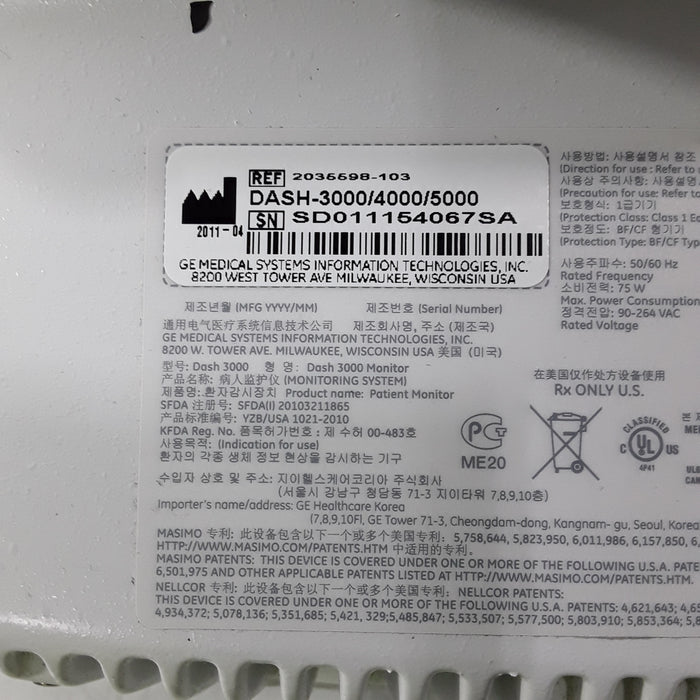 REF 2035598-103
DASH-3000/4000/5000
SN SD011154067SA
2011-04
GE MEDICAL SYSTEMS INFORMATION TECHNOLOGIES, INC.
8200 WEST TOWER AVE MILWAUKEE, WISCONSIN USA
사용방법: 사용설명서 참조
(Direction for use : Refer to
사용상 주의사항: 사용설명
(Precaution for use: Refer to
보호형식: 1급기기
(Protection Class: Class 1
보호정도: BF/CF 형기기
(Protection Type: BF/CF Typ
사용주파수: 50/60 Hz
Rated Frequency
소비전력: 75 W
Max. Power Consumption
정격전압: 90-264 VAC
Rated Voltage
제조년월 (MFG YYYY/MM) 제조번호 (Serial Number)
通用电气医疗系统信息技术公司 제조회사명, 주소 (제조국)
GE MEDICAL SYSTEMS INFORMATION TECHNOLOGIES, INC.
8200 W. TOWER AVE. MILWAUKEE, WISCONSIN USA 美国 (미국)
型号: Dash 3000 형 명: Dash 3000 Monitor
产品名称: 病人监护仪 (MONITORING SYSTEM)
제품명: 환자감시장치 Product name: Patient Monitor
SFDA 注册号: SFDA(I) 20103211865
产品标准编号: YZB/USA 1021-2010
KFDA Reg. No. 품목허가번호: 제 수허 00-483호
사용목적: (Indication for use)
환자의 각종 생체 정보 현상을 감시하는 기구
在美国仅作处方设备使用
Rx ONLY U.S.
PG
ME20
CLASSIFIED
C UL US
4P41
수입자 상호 및 주소 : 지이헬스케어코리아 주식회사
(서울시 강남구 청담동 71-3 지이타워 7,8,9,10층)
Importer's name/address: GE Healthcare Korea
(7,8,9,10Fl, GE Tower 71-3, Cheongdam-dong, Kangnam- gu, Seoul, Korea
MASIMO 专利: 此设备包含以下一个或多个美国专利: 5,758,644, 5,823,950, 6,011,986, 6,157,850,
HTTP://WWW.MASIMO.COM/PATENTS.HTM 中适用的专利.
MASIMO PATENTS: THIS DEVICE IS COVERED UNDER ONE OR MORE OF THE FOLLOWING U.S.A. PATENTS
6,501,975 AND OTHER APPLICABLE PATENTS LISTED AT HTTP://WWW.MASIMO.COM/PATENTS.HTM.
NELLCOR 专利: 此设备包含以下一个或多个美国专利: NELLCOR PATENTS:
THIS DEVICE IS COVERED UNDER ONE OR MORE OF THE FOLLOWING U.S.A. PATENTS: 4,621,643;
4,934,372; 5,078,136; 5,351,685; 5,421, 329;5,485,847; 5,533,507; 5,577,500; 5,803,910; 5,853,364;